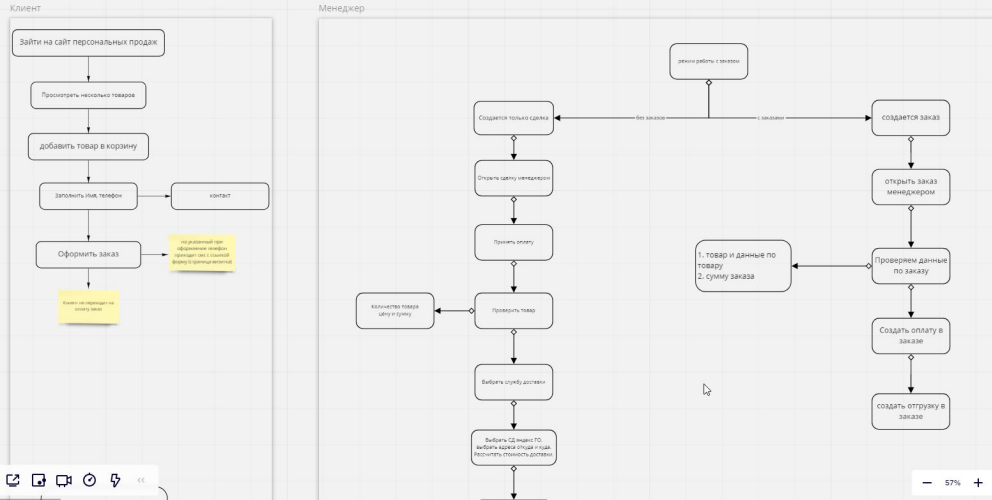 Клиент
Зайти на сайт персональных продаж
Просмотреть несколько товаров
добавить товар в корзину
Заполнить Имя, телефон
контакт
Оформить заказ
на указанный при
оформлении телефон
приходит смс с ссылкой
форму (страница визитка)
Клиент не переходит на
оплату заказ
Менеджер
режим работы с заказом
без заказов
с заказами
Создается только сделка
Открыть сделку менеджером
Принять оплату
Проверить товар
Количество товара
цену и сумму
Выбрать службу доставки
Выбрать СД яндекс ГО.
выбрать адреса откуда и куда.
Рассчитать стоимость доставки.
создается заказ
открыть заказ
менеджером
Проверяем данные
по заказу
1. товар и данные по
товару
2. сумму заказа
Создать оплату в
заказе
создать отгрузку в
заказе
57%